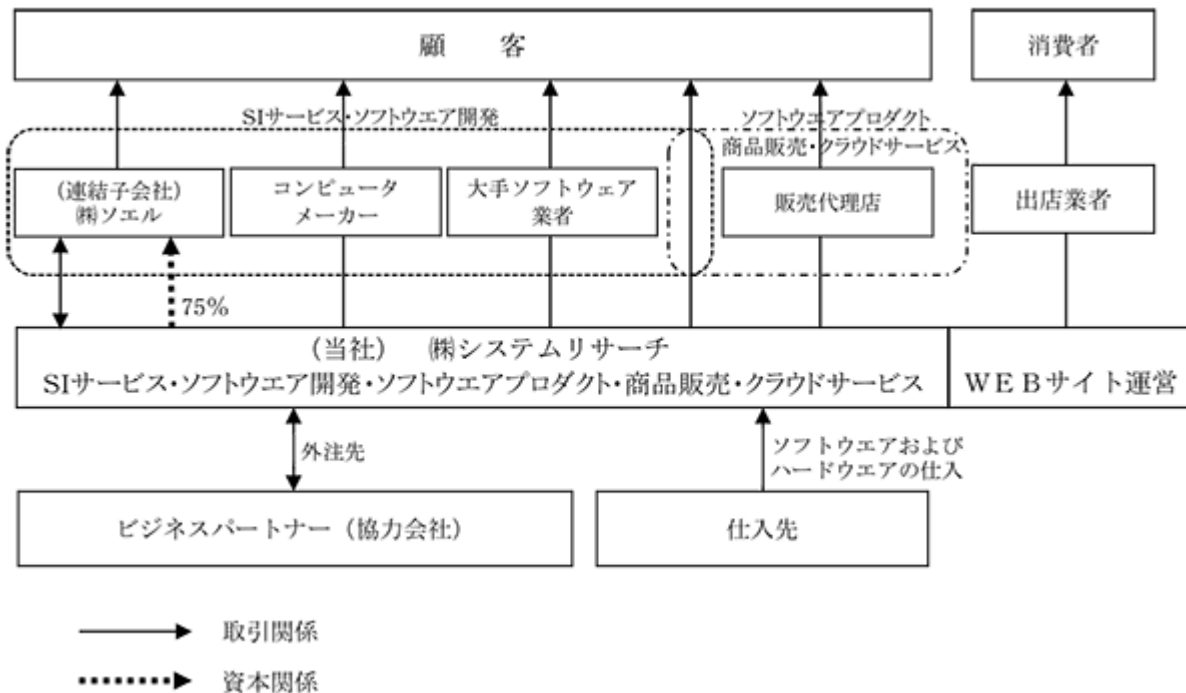 顧　客
消費者
SIサービス・ソフトウエア開発
ソフトウエアプロダクト
商品販売・クラウドサービス
(連結子会社)
㈱ソエル
コンピュータ
メーカー
大手ソフトウェア
業者
販売代理店
出店業者
75%
(当社)　㈱システムリサーチ
SIサービス・ソフトウエア開発・ソフトウエアプロダクト・商品販売・クラウドサービス
ＷＥＢサイト運営
外注先
ソフトウエアおよび
ハードウエアの仕入
ビジネスパートナー（協力会社）
仕入先
取引関係
資本関係